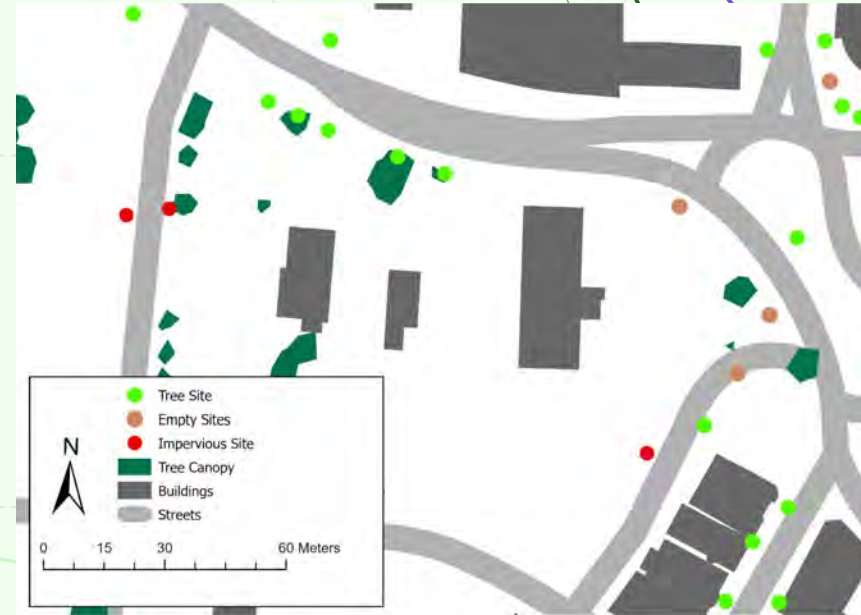 Tree Site
Empty Sites
Impervious Site
Tree Canopy
Buildings
Streets
N
0 15 30 60 Meters